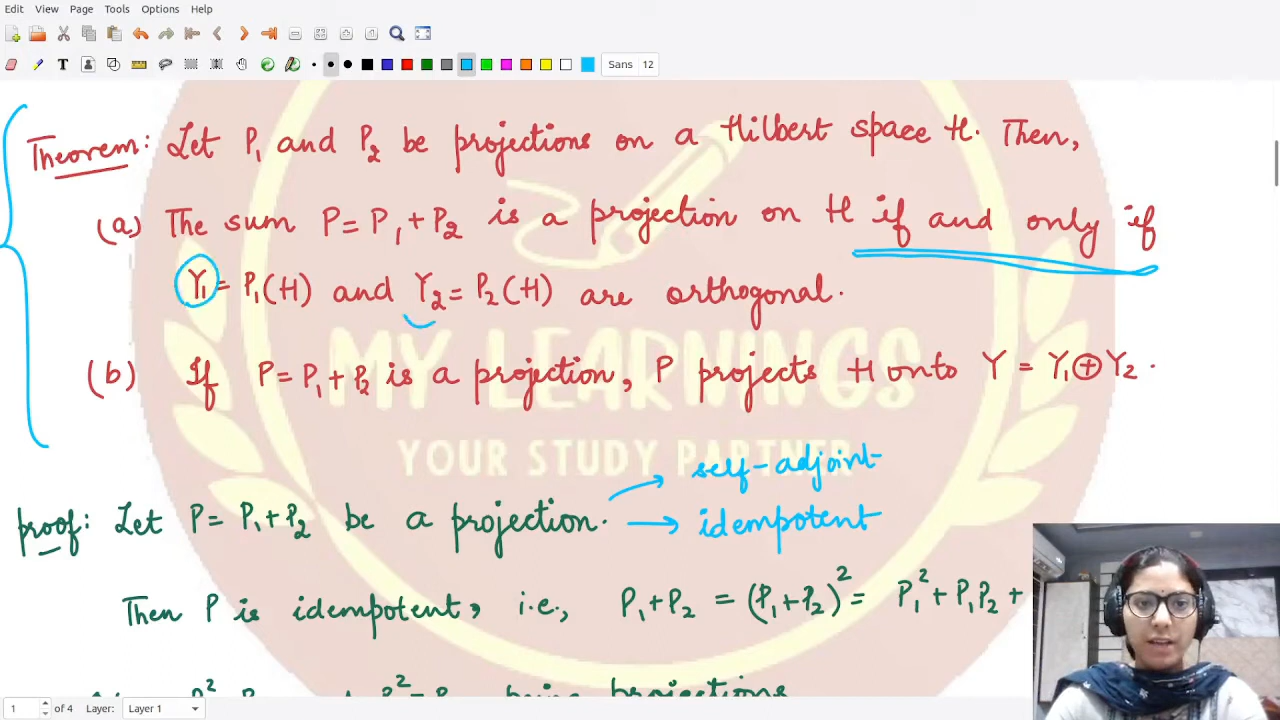 Edit View Page Tools Options Help
Sans 12
Theorem: Let P₁ and P₂ be projections on a Hilbert space H. Then,
(a) The sum P = P₁ + P₂ is a projection on H if and only if
Y₁ = P₁(H) and Y₂ = P₂(H) are orthogonal.
(b) If P = P₁ + P₂ is a projection, P projects H onto Y = Y₁ ⊕ Y₂.
MY LEARNINGS
YOUR STUDY PARTNER
self-adjoint
proof: Let P = P₁ + P₂ be a projection. → idempotent
Then P is idempotent, i.e., P₁ + P₂ = (P₁ + P₂)² = P₁² + P₁P₂ +
being projections
1 of 4 Layer: Layer 1